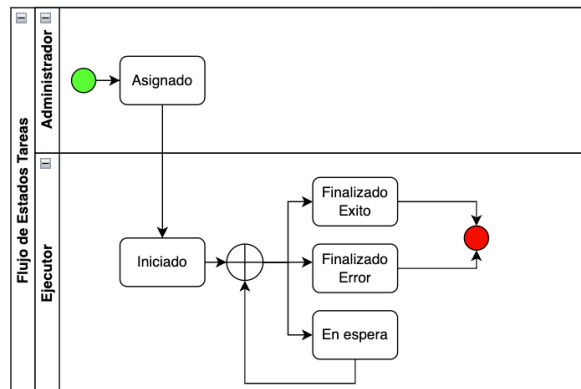 Flujo de Estados Tareas
Administrador
Asignado
Ejecutor
Iniciado
Finalizado
Exito
Finalizado
Error
En espera